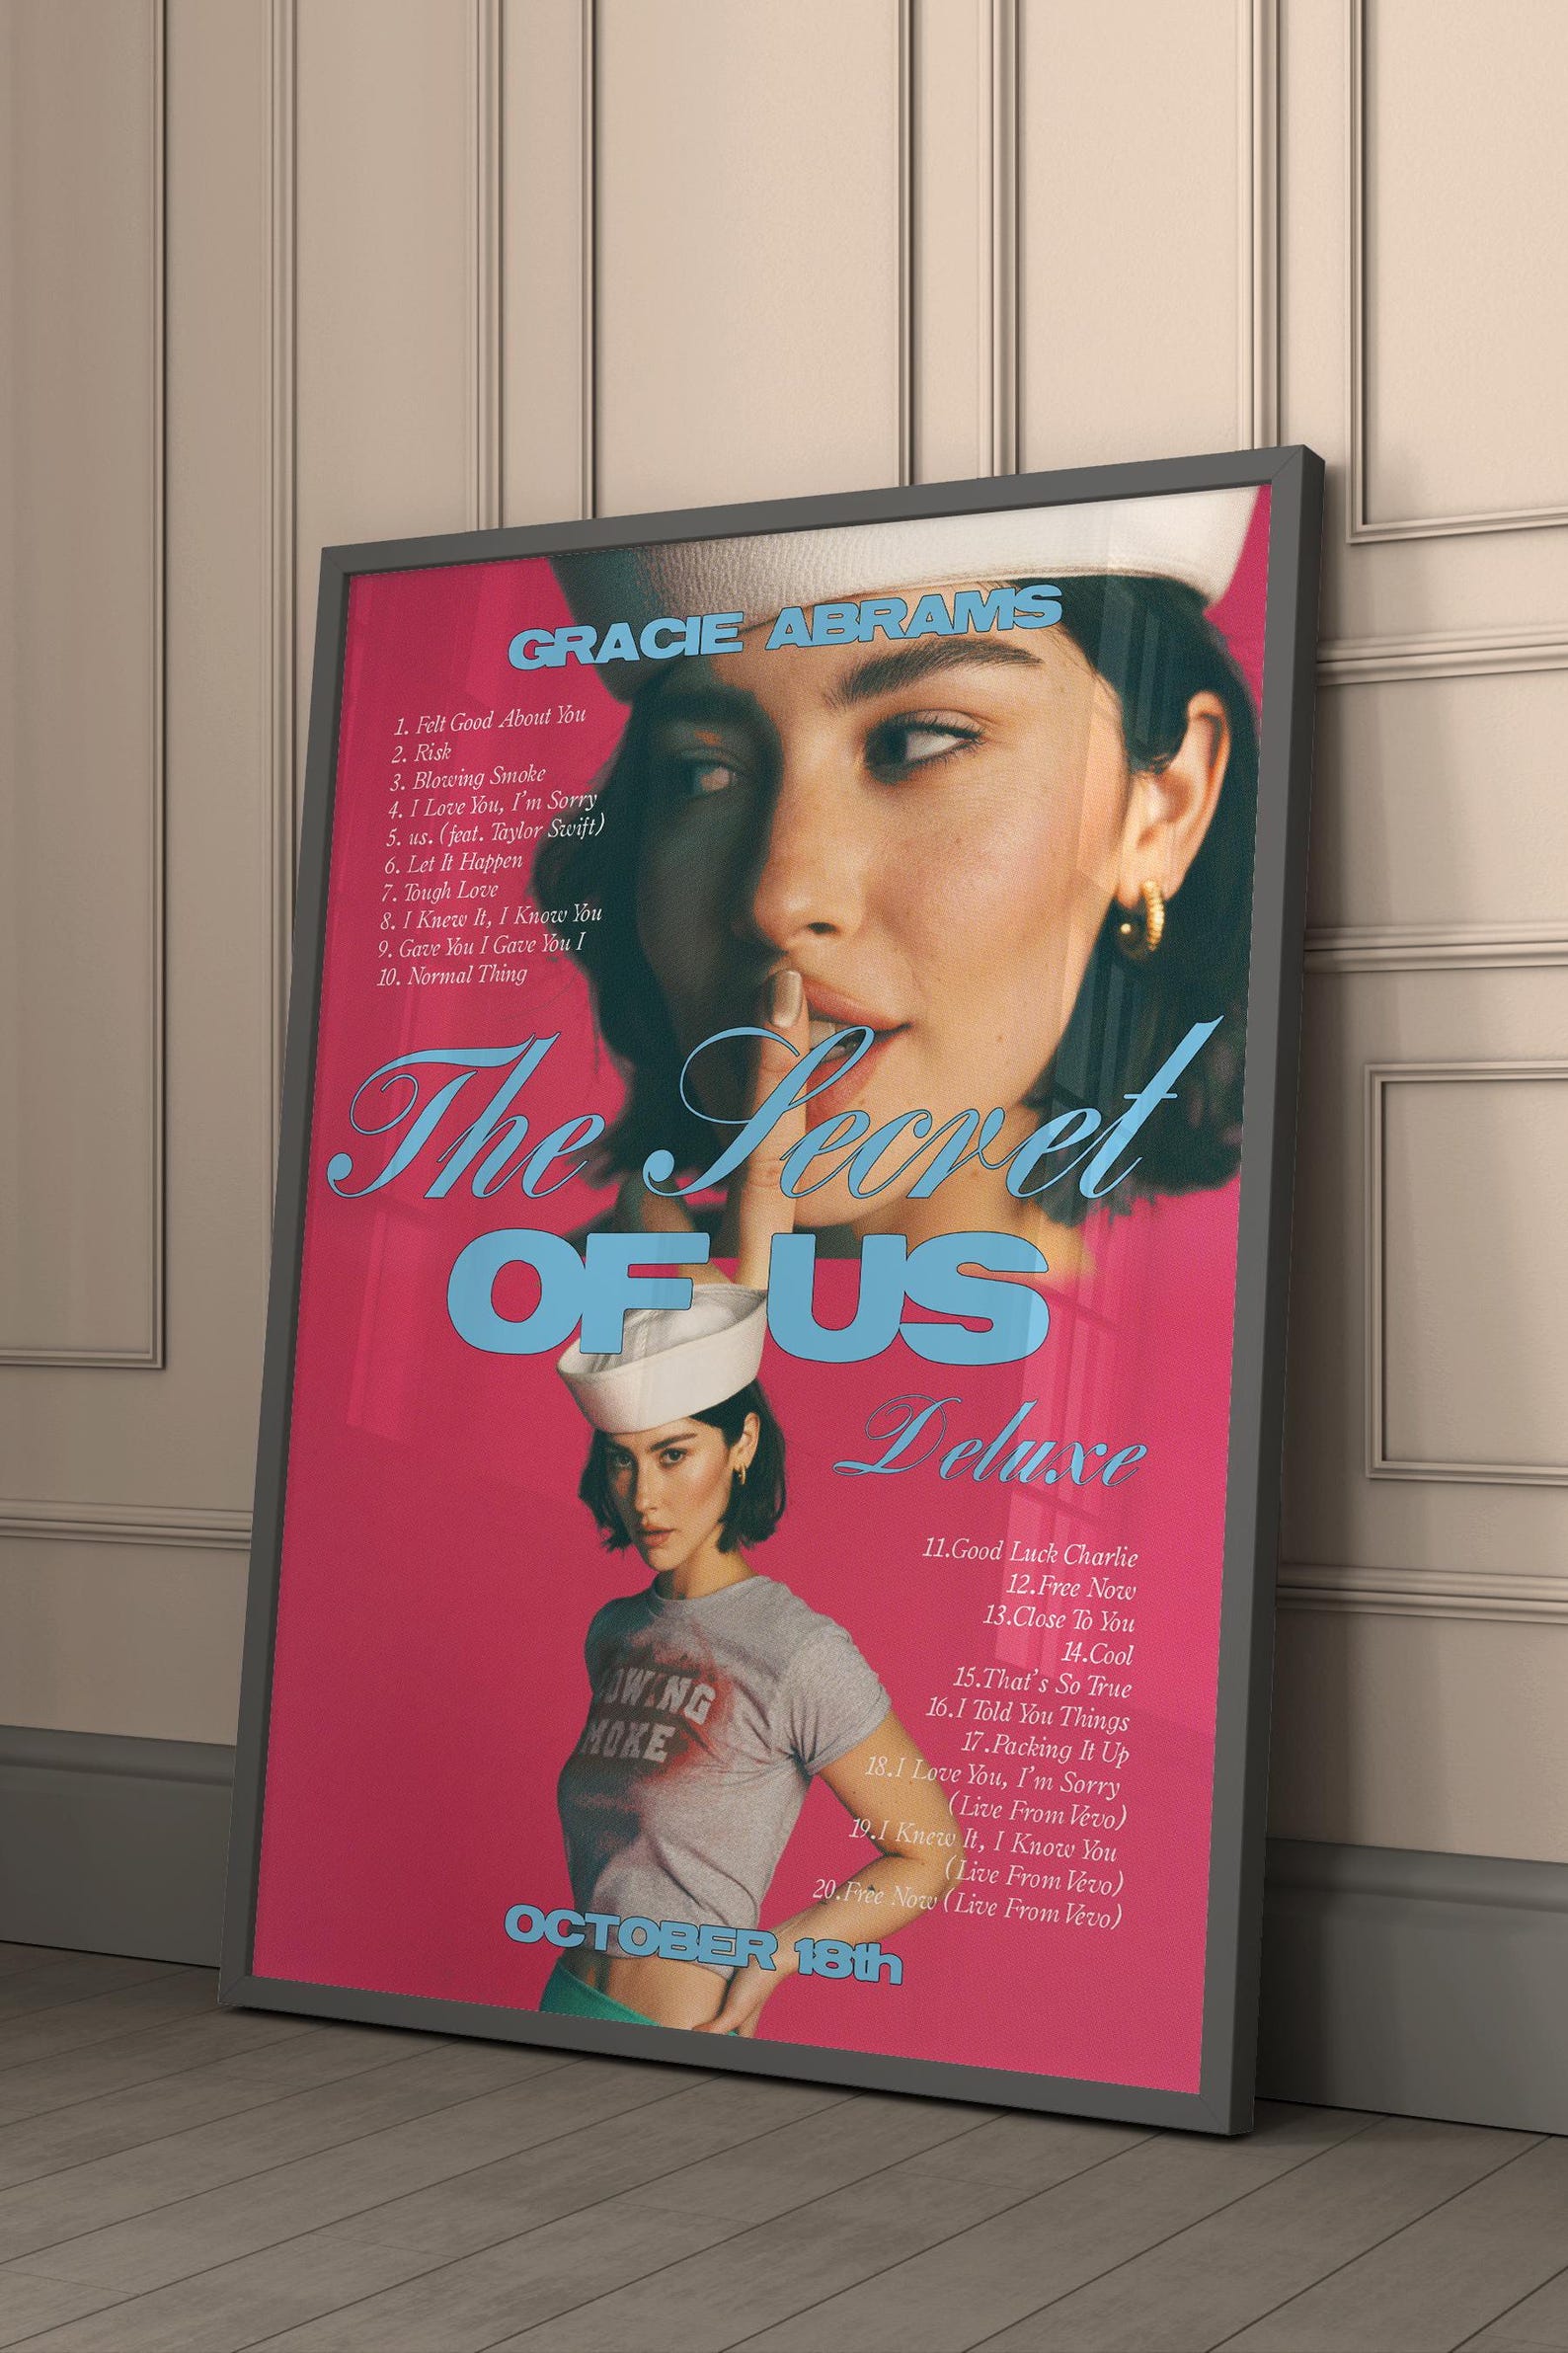 GRACIE ABRAMS
1. Felt Good About You
2. Risk
3. Blowing Smoke
4. I Love You, I'm Sorry
5. us. (feat. Taylor Swift)
6. Let It Happen
7. Tough Love
8. I Knew It, I Know You
9. Gave You I Gave You I
10. Normal Thing
The Secret
OF US
Deluxe
11.Good Luck Charlie
12.Free Now
13.Close To You
14.Cool
15.That's So True
16.I Told You Things
17.Packing It Up
18.I Love You, I'm Sorry
(Live From Vevo)
19.I Knew It, I Know You
(Live From Vevo)
20.Free Now (Live From Vevo)
OWING
MOKE
OCTOBER 18th